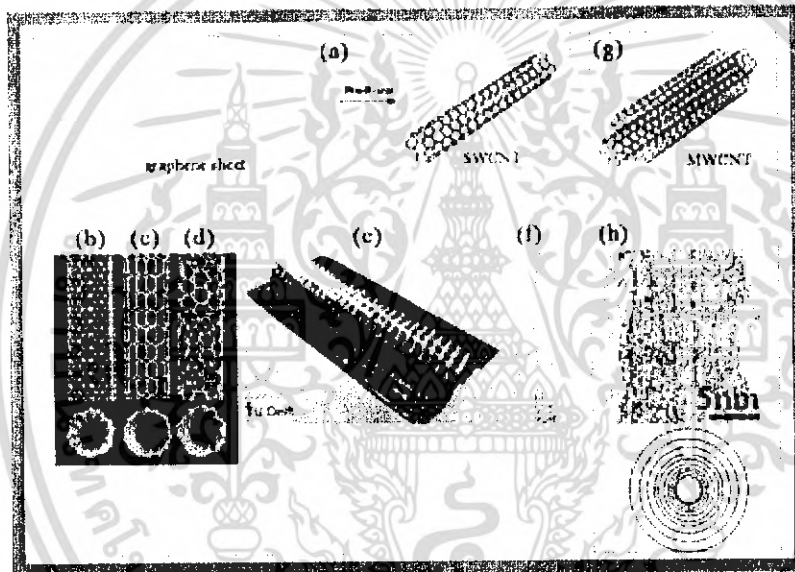 (a)
(g)
graphene sheet
SWCNT
MWCNT
(b) (c) (d)
(e)
(f)
(h)
5nm